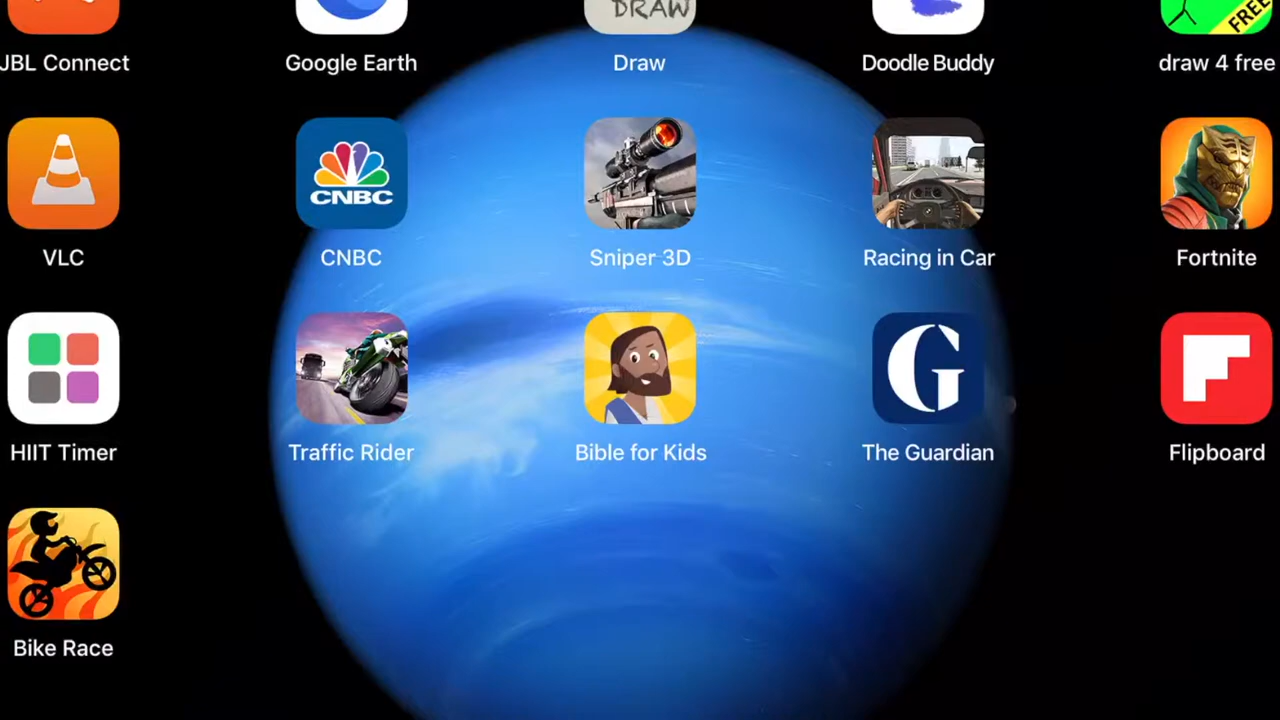 DRAW
FREE
JBL Connect
Google Earth
Draw
Doodle Buddy
draw 4 free
CNBC
VLC
CNBC
Sniper 3D
Racing in Car
Fortnite
G
HIIT Timer
Traffic Rider
Bible for Kids
The Guardian
Flipboard
Bike Race